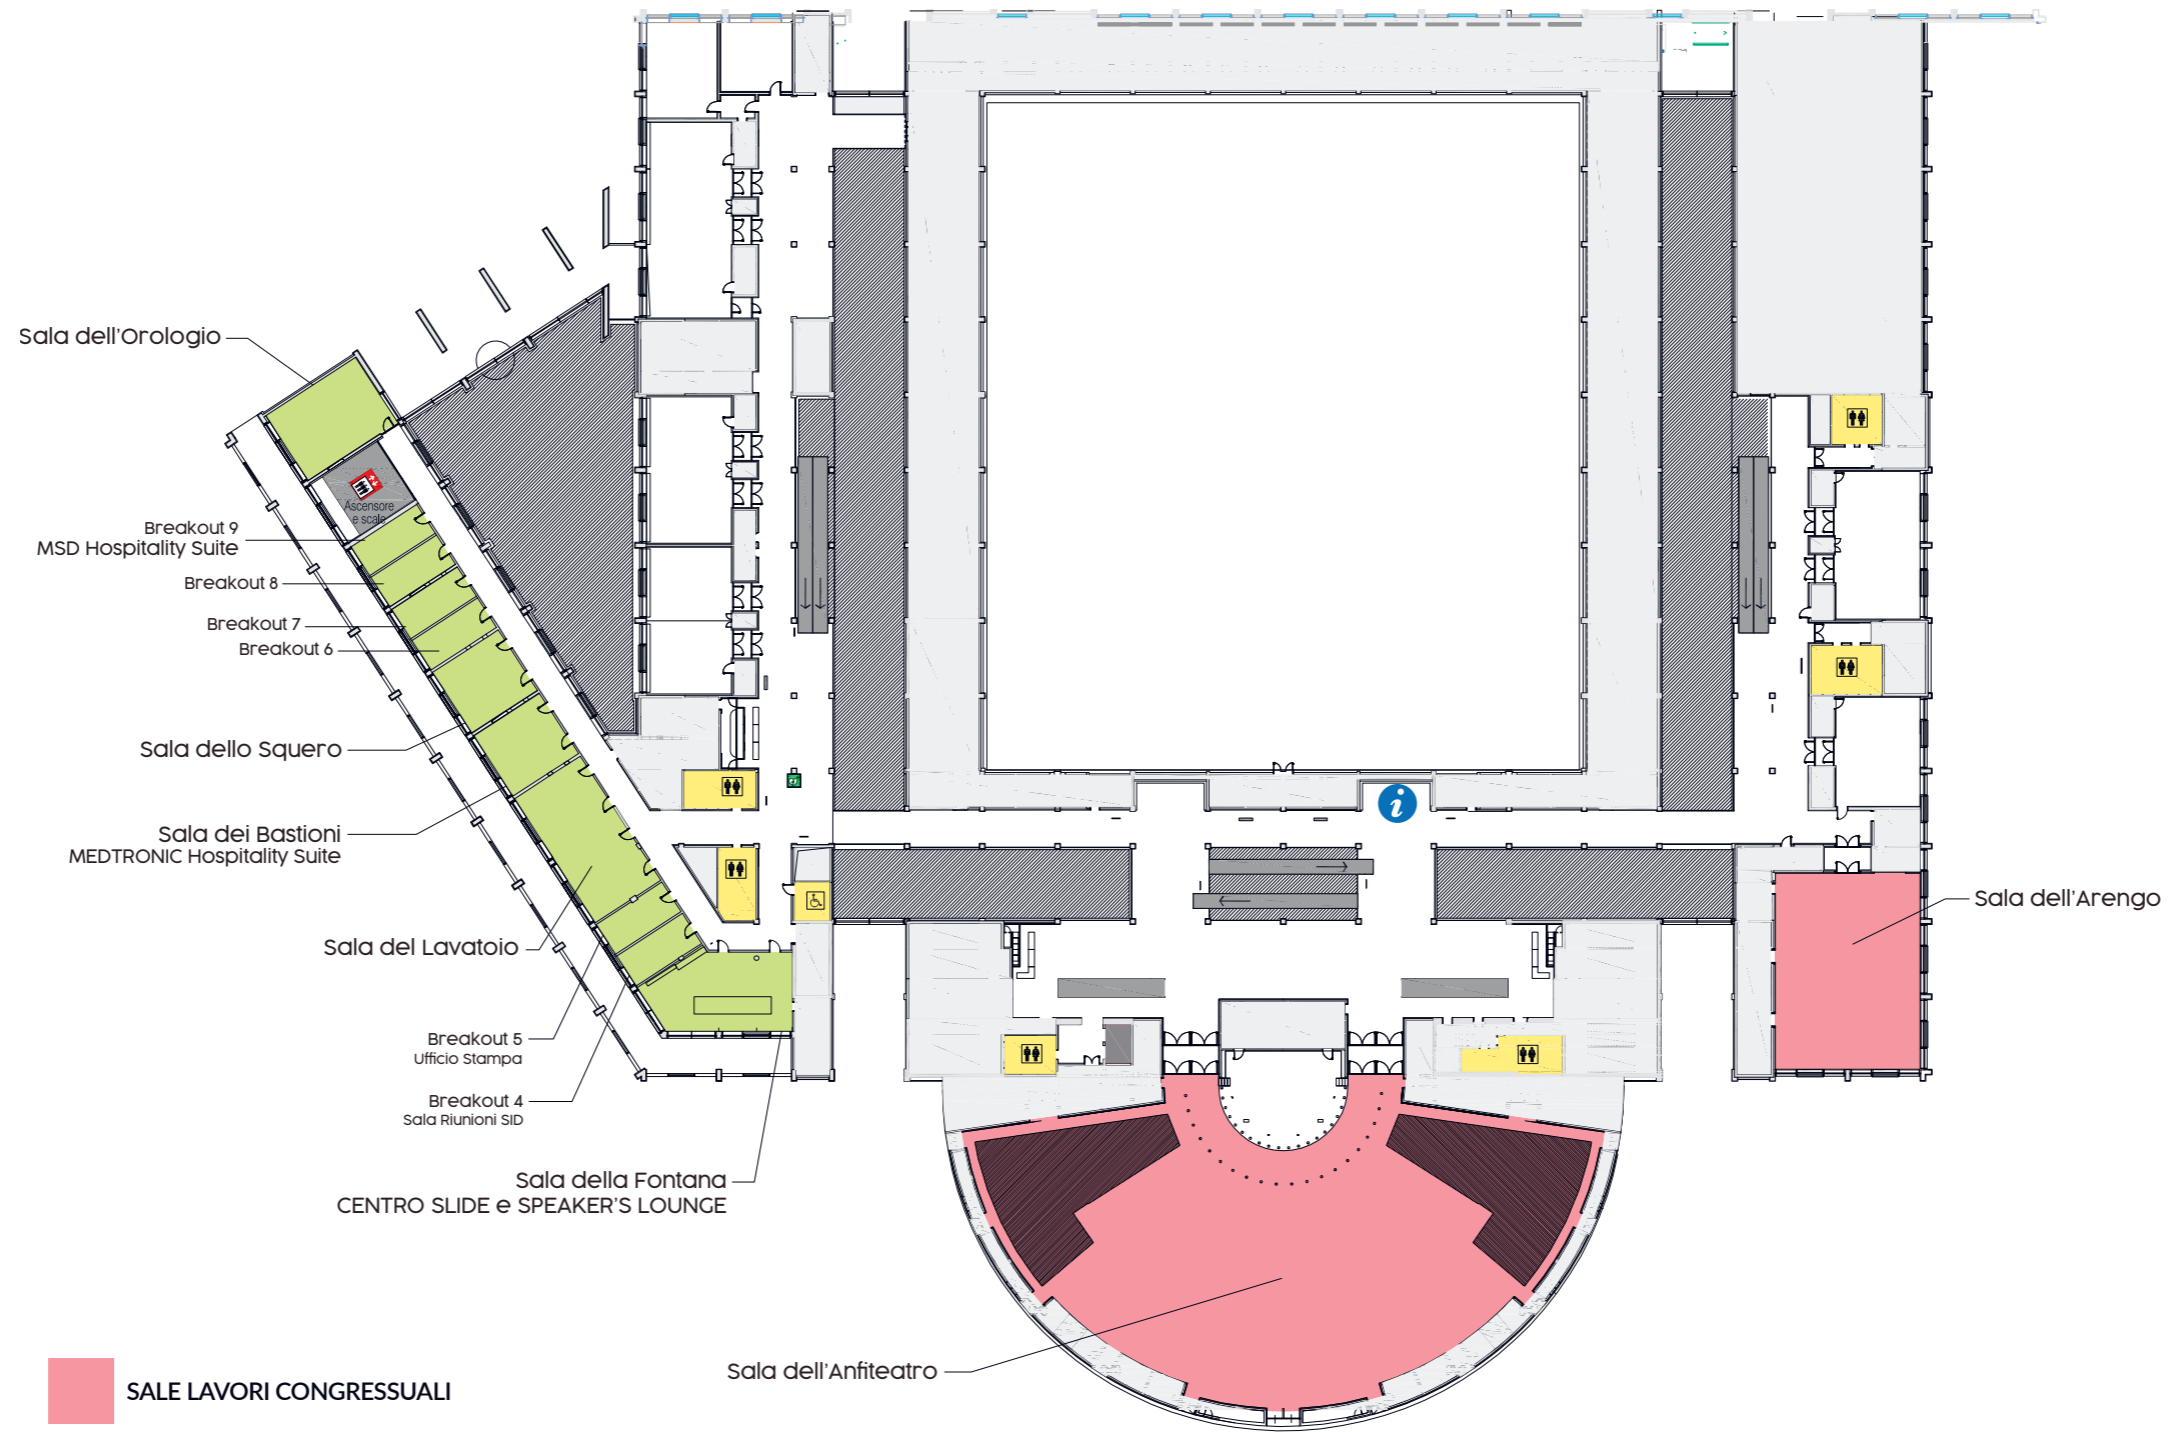 Sala dell'Orologio
Ascensore
e scale
Breakout 9
MSD Hospitality Suite
Breakout 8
Breakout 7
Breakout 6
Sala dello Squero
Sala dei Bastioni
MEDTRONIC Hospitality Suite
Sala del Lavatoio
Breakout 5
Ufficio Stampa
Breakout 4
Sala Riunioni SID
Sala della Fontana
CENTRO SLIDE e SPEAKER'S LOUNGE
i
Sala dell'Arengo
Sala dell'Anfiteatro
SALE LAVORI CONGRESSUALI